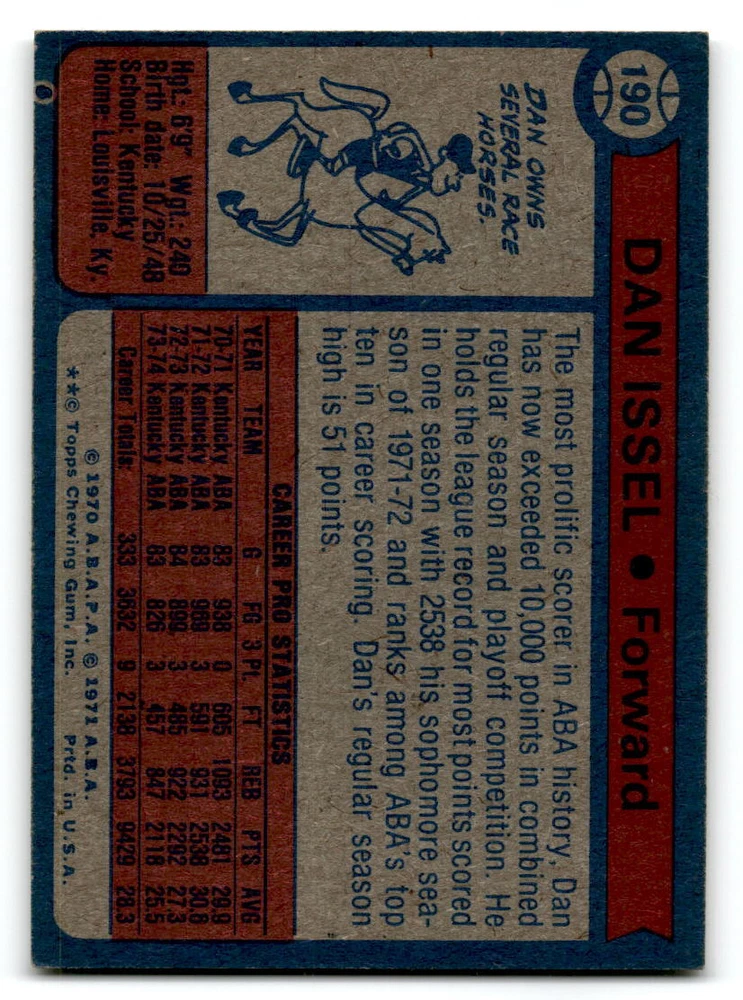 190
DAN ISSEL • Forward
DAN OWNS
SEVERAL RACE
HORSES.
Hgt.: 6'9" Wgt.: 240
Birth date: 10/25/48
School: Kentucky
Home: Louisville, Ky.
The most prolific scorer in ABA history, Dan
has now exceeded 10,000 points in combined
regular season and playoff competition. He
holds the league record for most points scored
in one season with 2538 his sophomore sea-
son of 1971-72 and ranks among ABA's top
ten in career scoring. Dan's regular season
high is 51 points.
CAREER PRO STATISTICS
YEAR TEAM G FG 3 Pt. FT REB PTS AVG
70-71 Kentucky ABA 83 938 0 605 1093 2481 29.9
71-72 Kentucky ABA 83 969 3 591 931 2538 30.6
72-73 Kentucky ABA 84 899 3 485 922 2292 27.3
73-74 Kentucky ABA 83 826 3 457 847 2118 25.5
Career Totals 333 3632 9 2138 3793 9429 28.3
© 1970 A.B.A.P.A. © 1971 A.B.A.
**© Topps Chewing Gum, Inc. Prtd. in U.S.A.